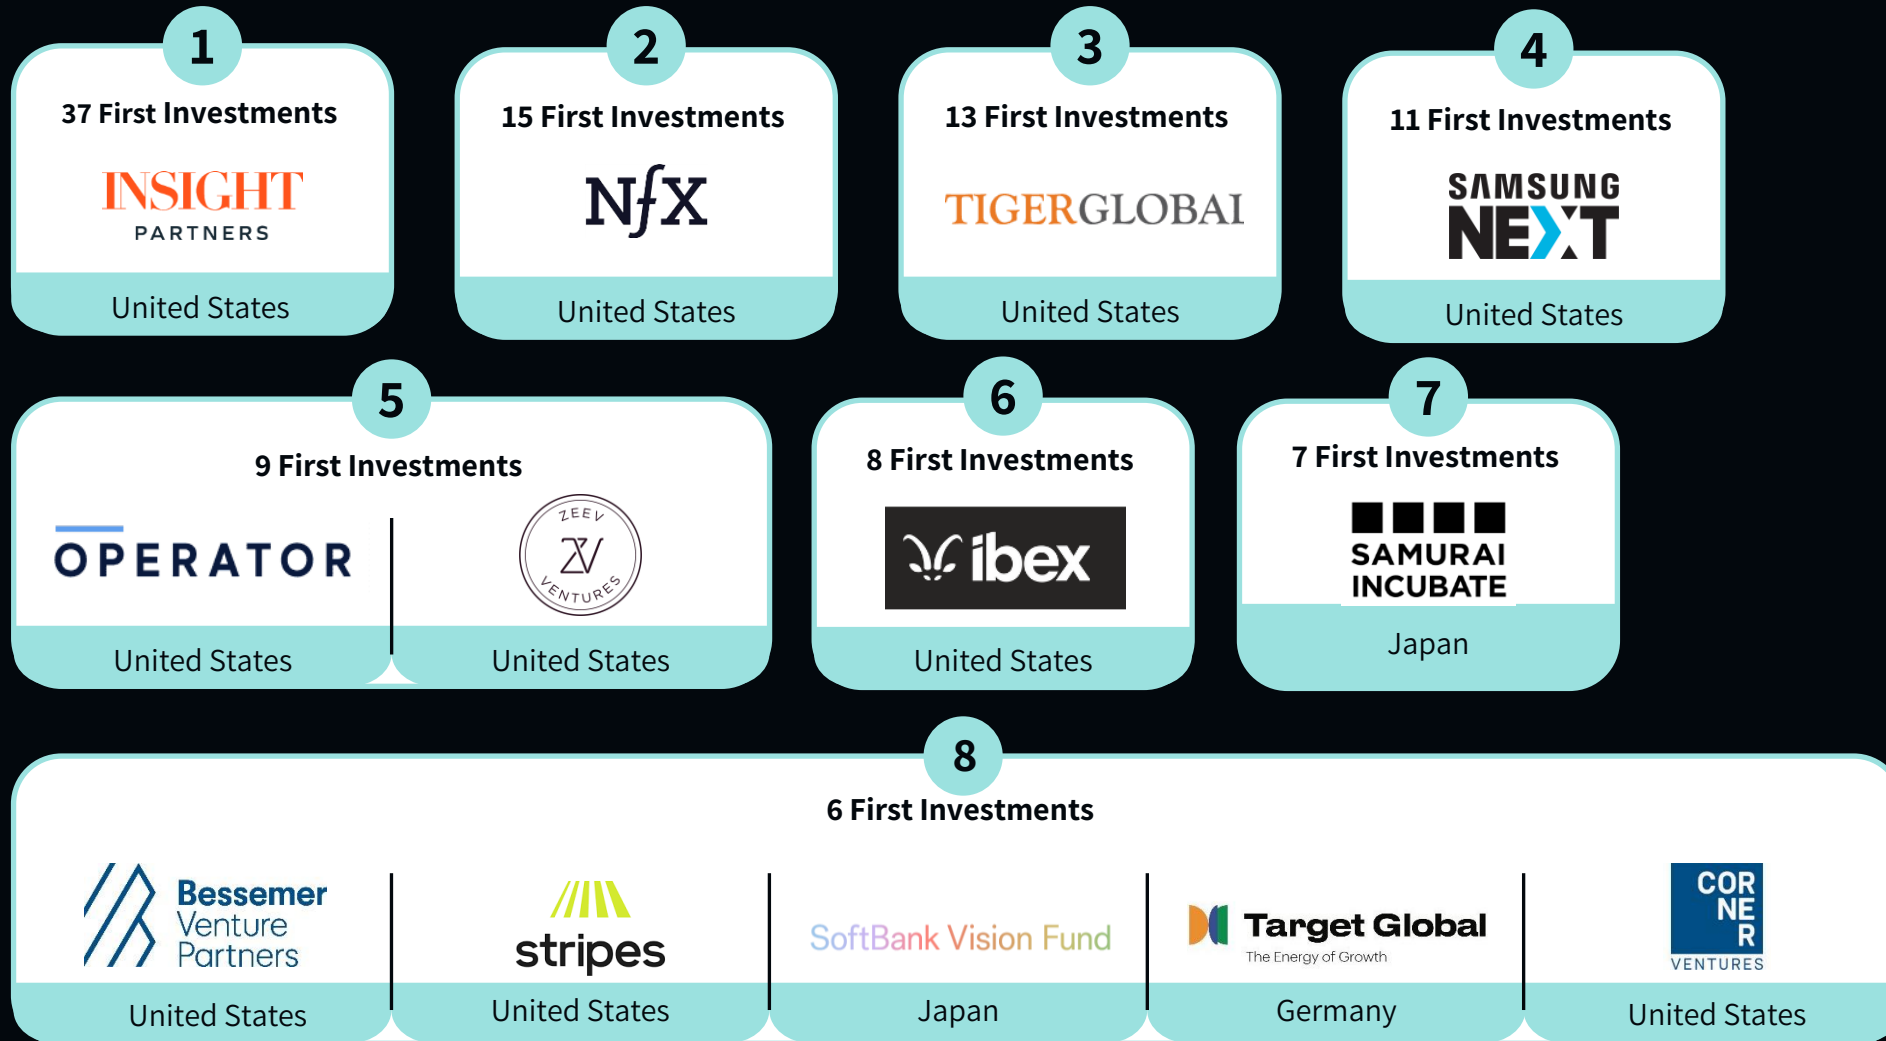 1
37 First Investments
INSIGHT
PARTNERS
United States
2
15 First Investments
NfX
United States
3
13 First Investments
TIGERGLOBAL
United States
4
11 First Investments
SAMSUNG
NEXT
United States
5
9 First Investments
OPERATOR
United States
ZEEV
ZV
VENTURES
United States
6
8 First Investments
ibex
United States
7
7 First Investments
SAMURAI
INCUBATE
Japan
8
6 First Investments
Bessemer
Venture
Partners
United States
stripes
United States
SoftBank Vision Fund
Japan
Target Global
The Energy of Growth
Germany
COR
NE
R
VENTURES
United States